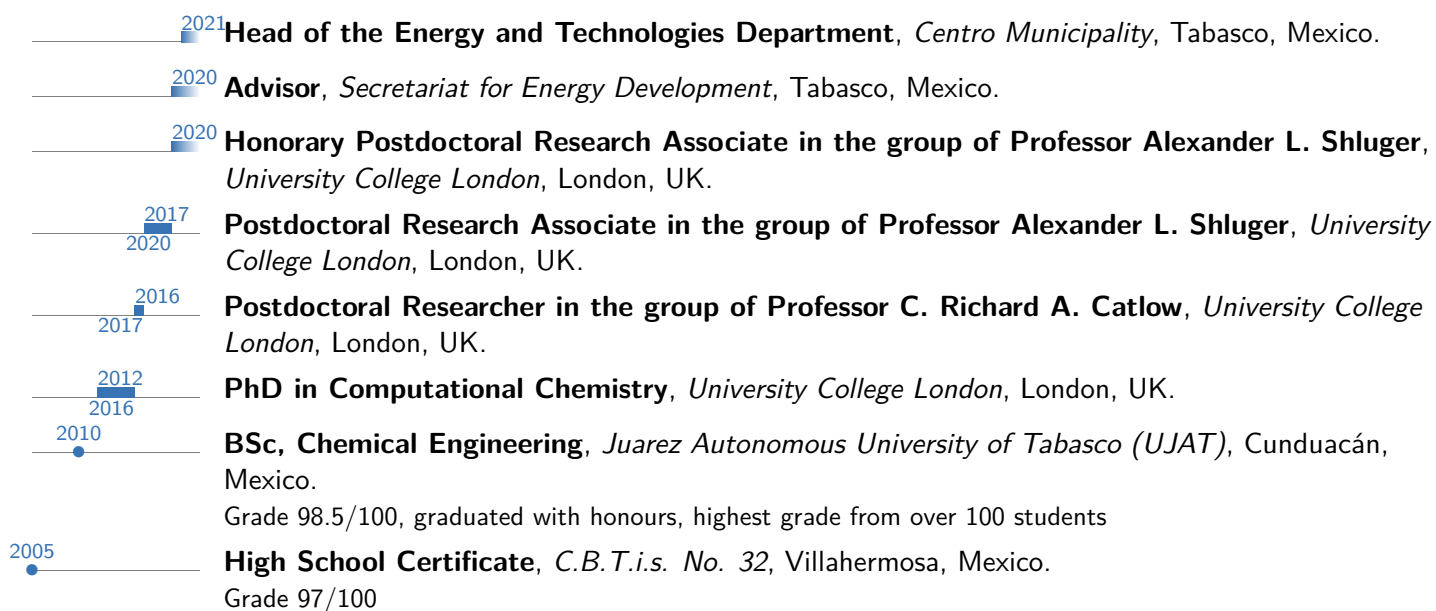 2021 Head of the Energy and Technologies Department, Centro Municipality, Tabasco, Mexico.
2020 Advisor, Secretariat for Energy Development, Tabasco, Mexico.
2020 Honorary Postdoctoral Research Associate in the group of Professor Alexander L. Shluger,
University College London, London, UK.
2017 Postdoctoral Research Associate in the group of Professor Alexander L. Shluger, University
2020 College London, London, UK.
2016 Postdoctoral Researcher in the group of Professor C. Richard A. Catlow, University College
2017 London, London, UK.
2012 PhD in Computational Chemistry, University College London, London, UK.
2016
2010 BSc, Chemical Engineering, Juarez Autonomous University of Tabasco (UJAT), Cunduacán,
Mexico.
Grade 98.5/100, graduated with honours, highest grade from over 100 students
2005 High School Certificate, C.B.T.i.s. No. 32, Villahermosa, Mexico.
Grade 97/100